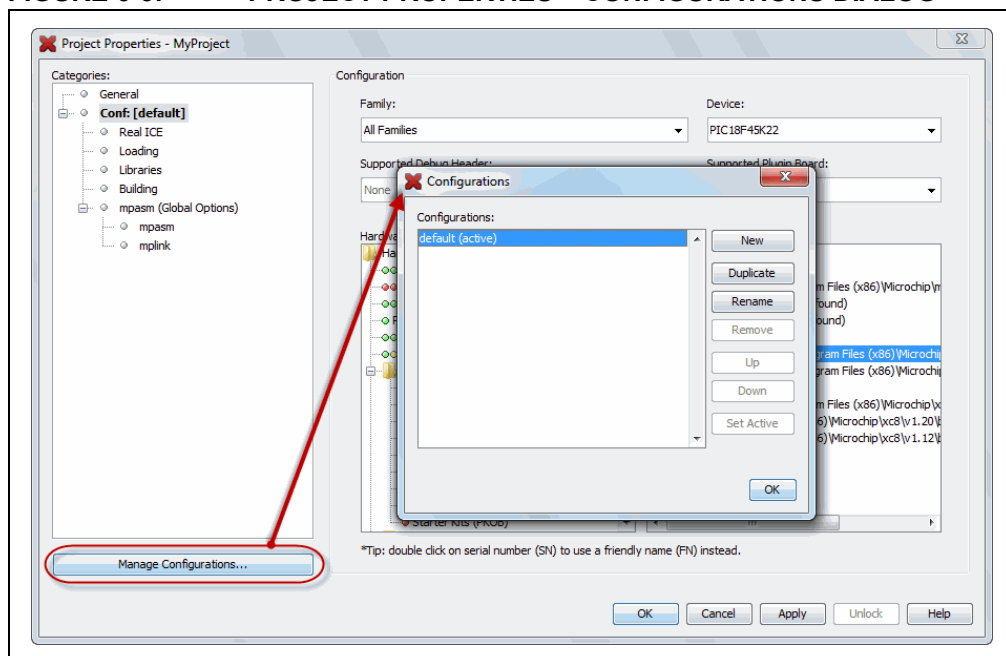 Project Properties - MyProject
Categories:
General
Conf: [default]
Real ICE
Loading
Libraries
Building
mpasm (Global Options)
mpasm
mplink
Manage Configurations...
Configuration
Family:
All Families
Device:
PIC18F45K22
Supported Debug Header:
None
Supported Plugin Board:
Configurations
Configurations:
default (active)
New
Duplicate
Rename
Remove
Up
Down
Set Active
OK
m Files (x86)\Microchip\m
ound)
ound)
gram Files (x86)\Microchi
gram Files (x86)\Microchi
m Files (x86)\Microchip\x
6)\Microchip\xc8\v1.20\b
6)\Microchip\xc8\v1.12\b
Starter Kits (PKOB)
*Tip: double click on serial number (SN) to use a friendly name (FN) instead.
OK
Cancel
Apply
Unlock
Help